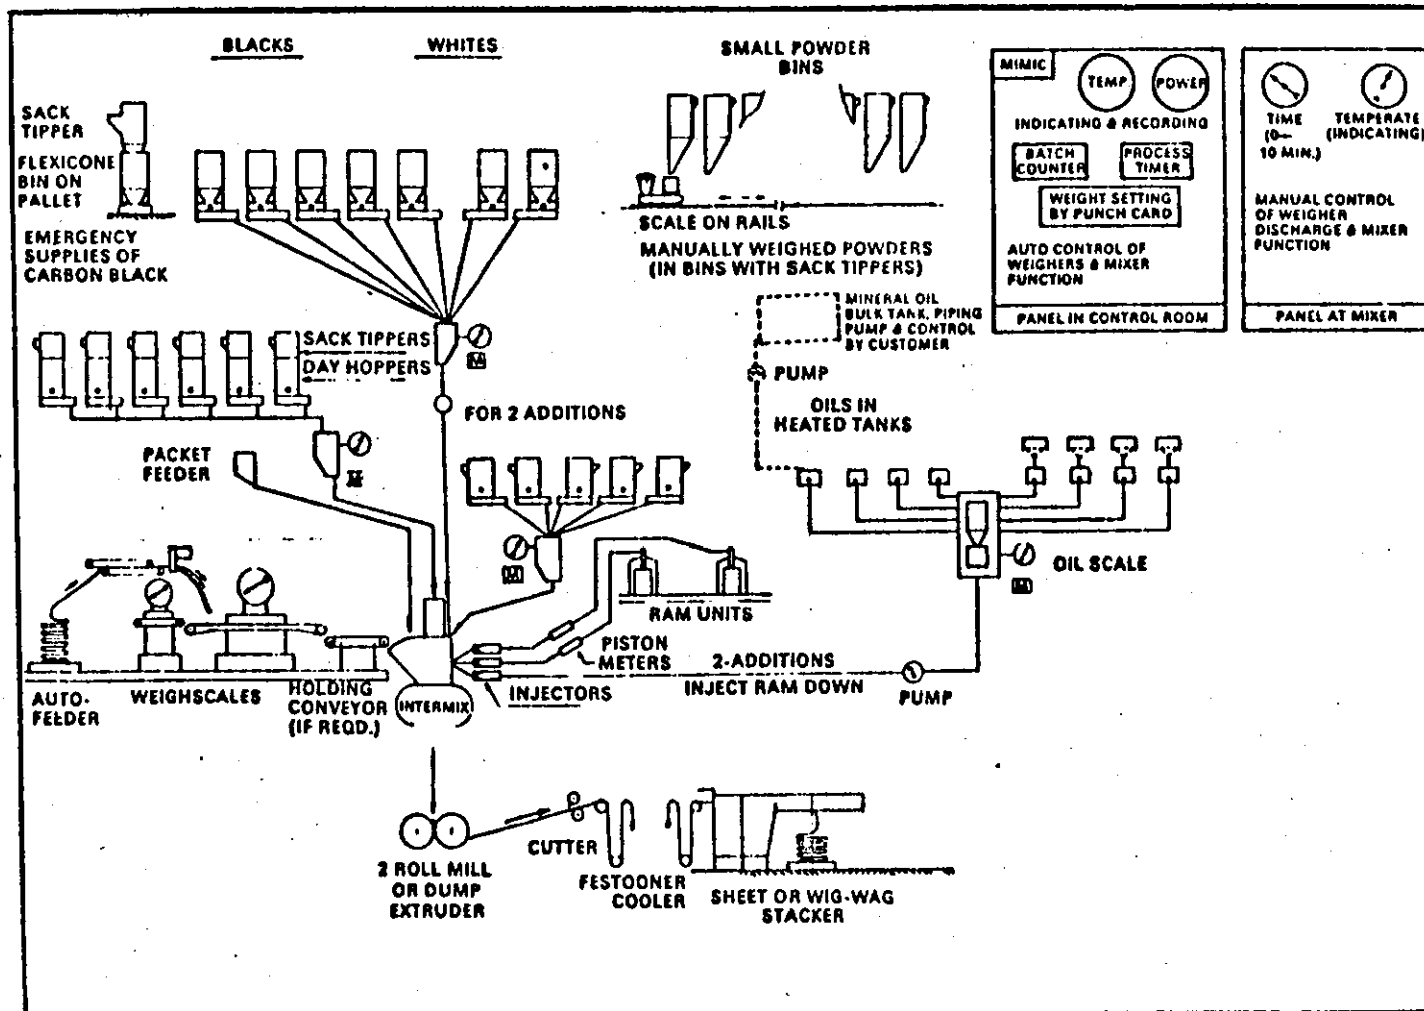 BLACKS
WHITES
SMALL POWDER
BINS
SACK
TIPPER
FLEXICONE
BIN ON
PALLET
EMERGENCY
SUPPLIES OF
CARBON BLACK
SCALE ON RAILS
MANUALLY WEIGHED POWDERS
(IN BINS WITH SACK TIPPERS)
MIMIC
TEMP
POWER
INDICATING & RECORDING
BATCH
COUNTER
PROCESS
TIMER
WEIGHT SETTING
BY PUNCH CARD
AUTO CONTROL OF
WEIGHERS & MIXER
FUNCTION
PANEL IN CONTROL ROOM
TIME
(0—
10 MIN.)
TEMPERATE
(INDICATING)
MANUAL CONTROL
OF WEIGHER
DISCHARGE & MIXER
FUNCTION
PANEL AT MIXER
SACK TIPPERS
DAY HOPPERS
M
MINERAL OIL
BULK TANK, PIPING
PUMP & CONTROL
BY CUSTOMER
PUMP
FOR 2 ADDITIONS
OILS IN
HEATED TANKS
PACKET
FEEDER
M
M
OIL SCALE
M
RAM UNITS
PISTON
METERS
2-ADDITIONS
INJECT RAM DOWN
PUMP
AUTO-
FEEDER
WEIGHSCALES
HOLDING
CONVEYOR
(IF REQD.)
INTERMIX
INJECTORS
2 ROLL MILL
OR DUMP
EXTRUDER
CUTTER
FESTOONER
COOLER
SHEET OR WIG-WAG
STACKER